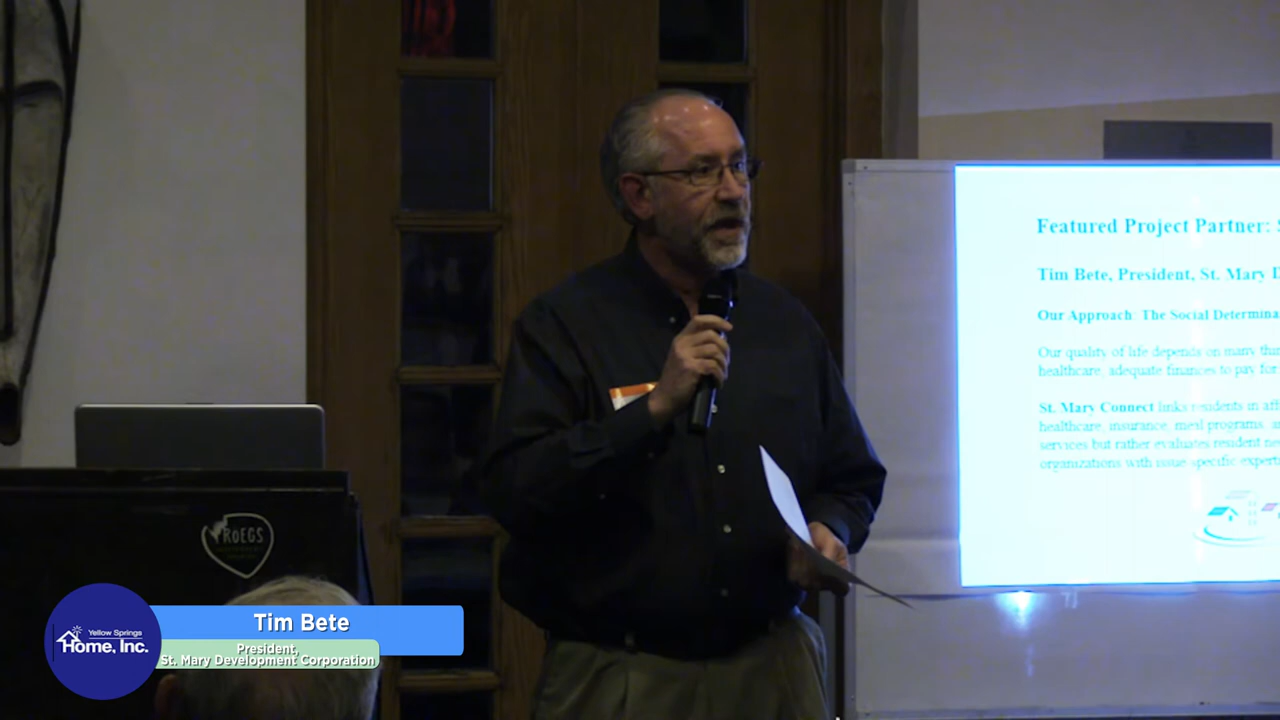 Featured Project Partner:
Tim Bete, President, St. Mary D
Our Approach: The Social Determina
Our quality of life depends on many thin
healthcare, adequate finances to pay for
St. Mary Connect links residents in aff
healthcare, insurance, meal programs, a
services but rather evaluates resident ne
organizations with issue specific experti
RoEGS
Yellow Springs
Home, Inc.
Tim Bete
President,
St. Mary Development Corporation